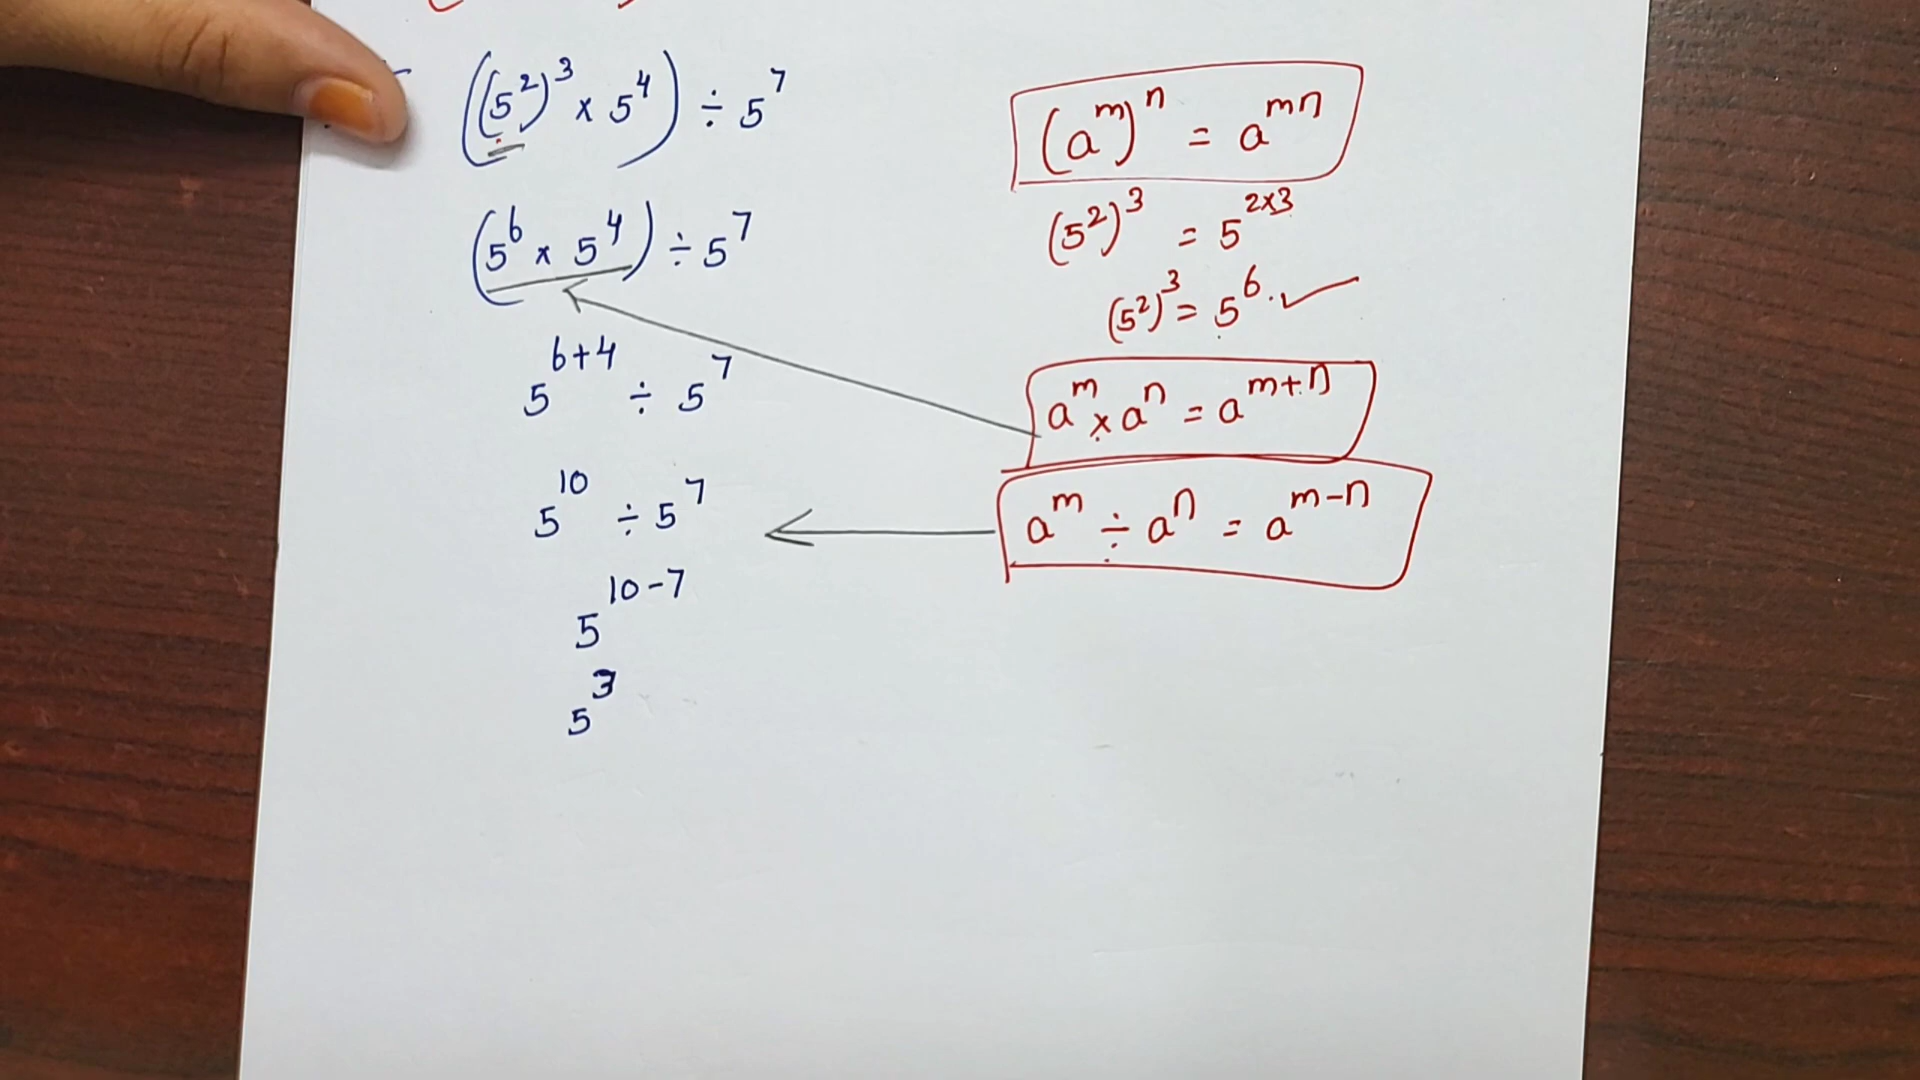 ((5²)³ × 5⁴) ÷ 5⁷
(5⁶ × 5⁴) ÷ 5⁷
5⁶⁺⁴ ÷ 5⁷
5¹⁰ ÷ 5⁷
5¹⁰⁻⁷
5³
(aᵐ)ⁿ = aᵐⁿ
(5²)³ = 5²ˣ³
(5²)³ = 5⁶. ✓
aᵐ × aⁿ = aᵐ⁺ⁿ
aᵐ ÷ aⁿ = aᵐ⁻ⁿ